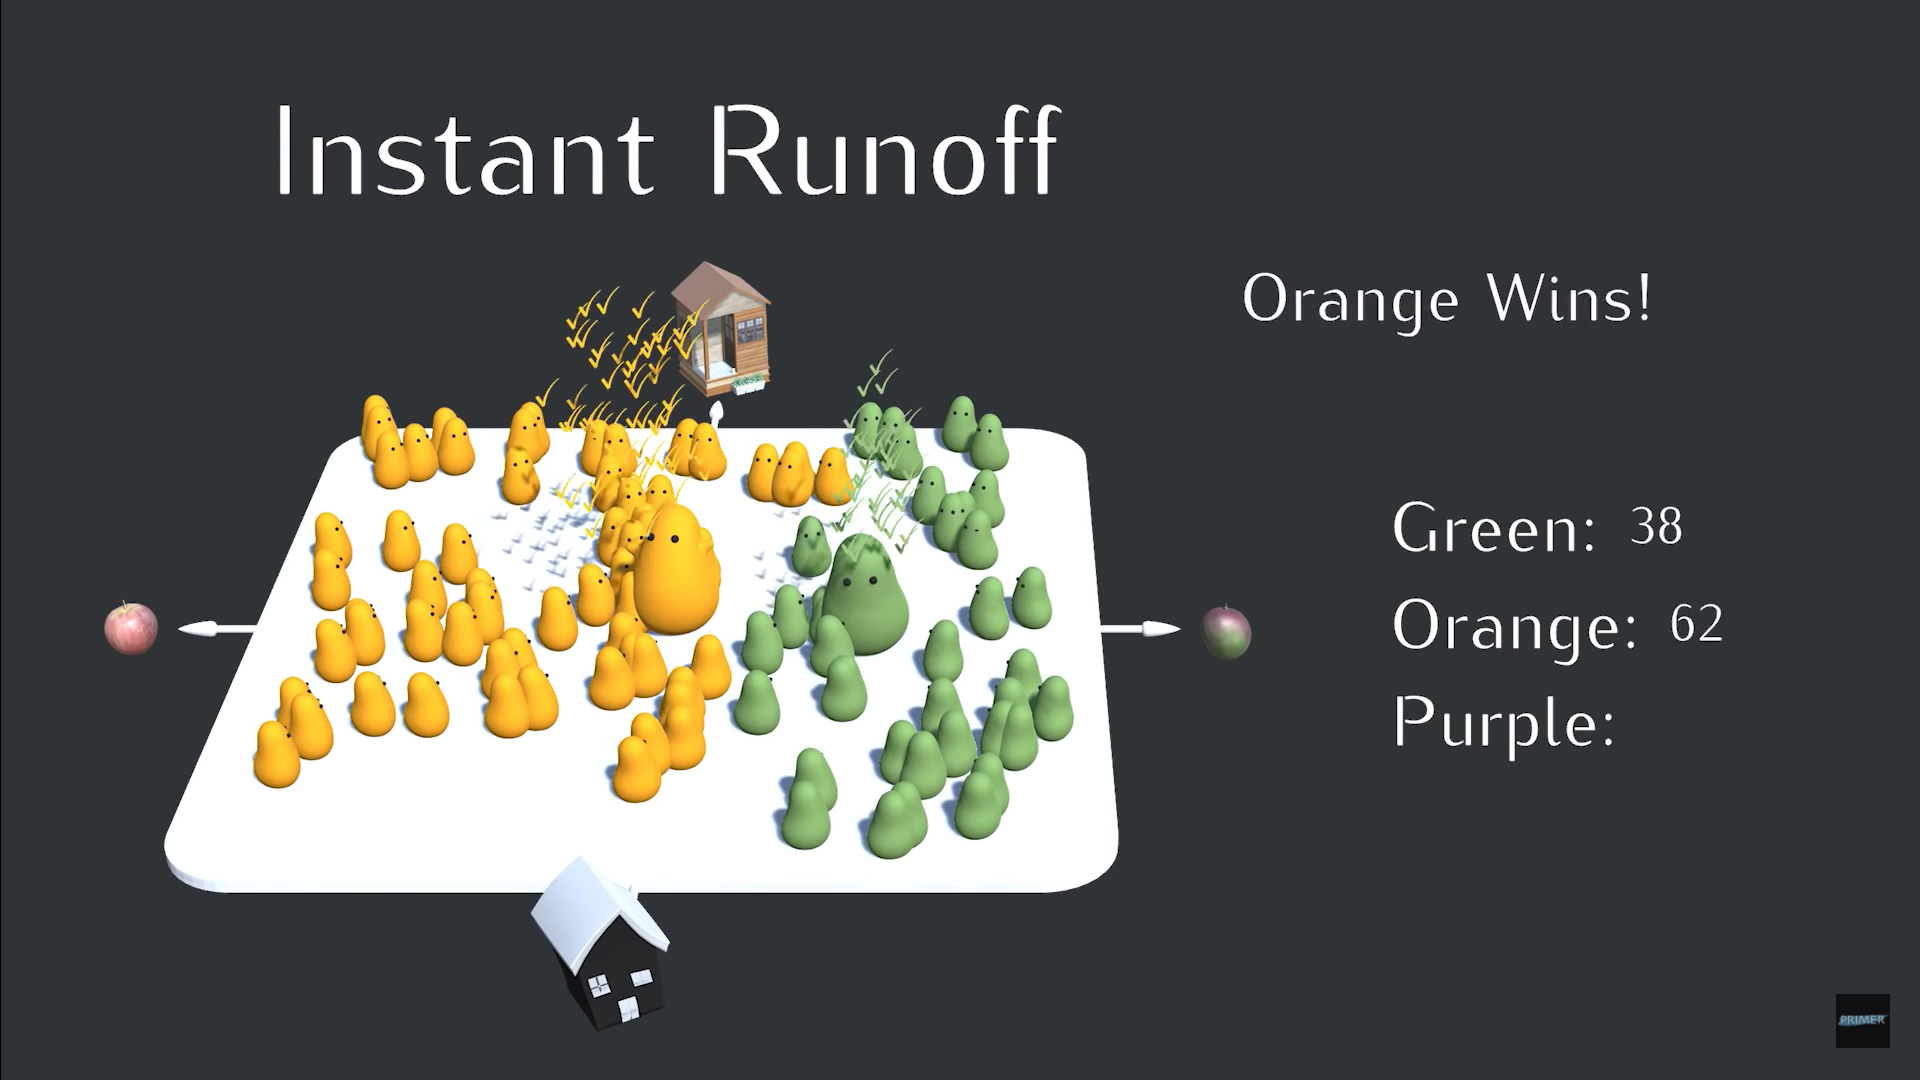 Instant Runoff
Orange Wins!
Green: 38
Orange: 62
Purple:
PRIMER